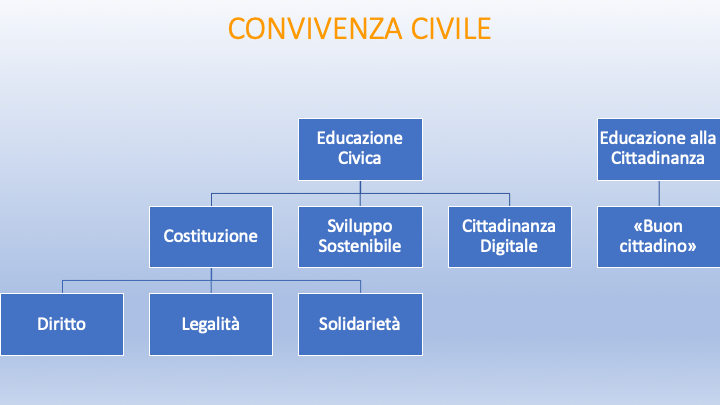 CONVIVENZA CIVILE
Educazione
Civica
Educazione alla
Cittadinanza
Costituzione
Sviluppo
Sostenibile
Cittadinanza
Digitale
«Buon
cittadino»
Diritto
Legalità
Solidarietà